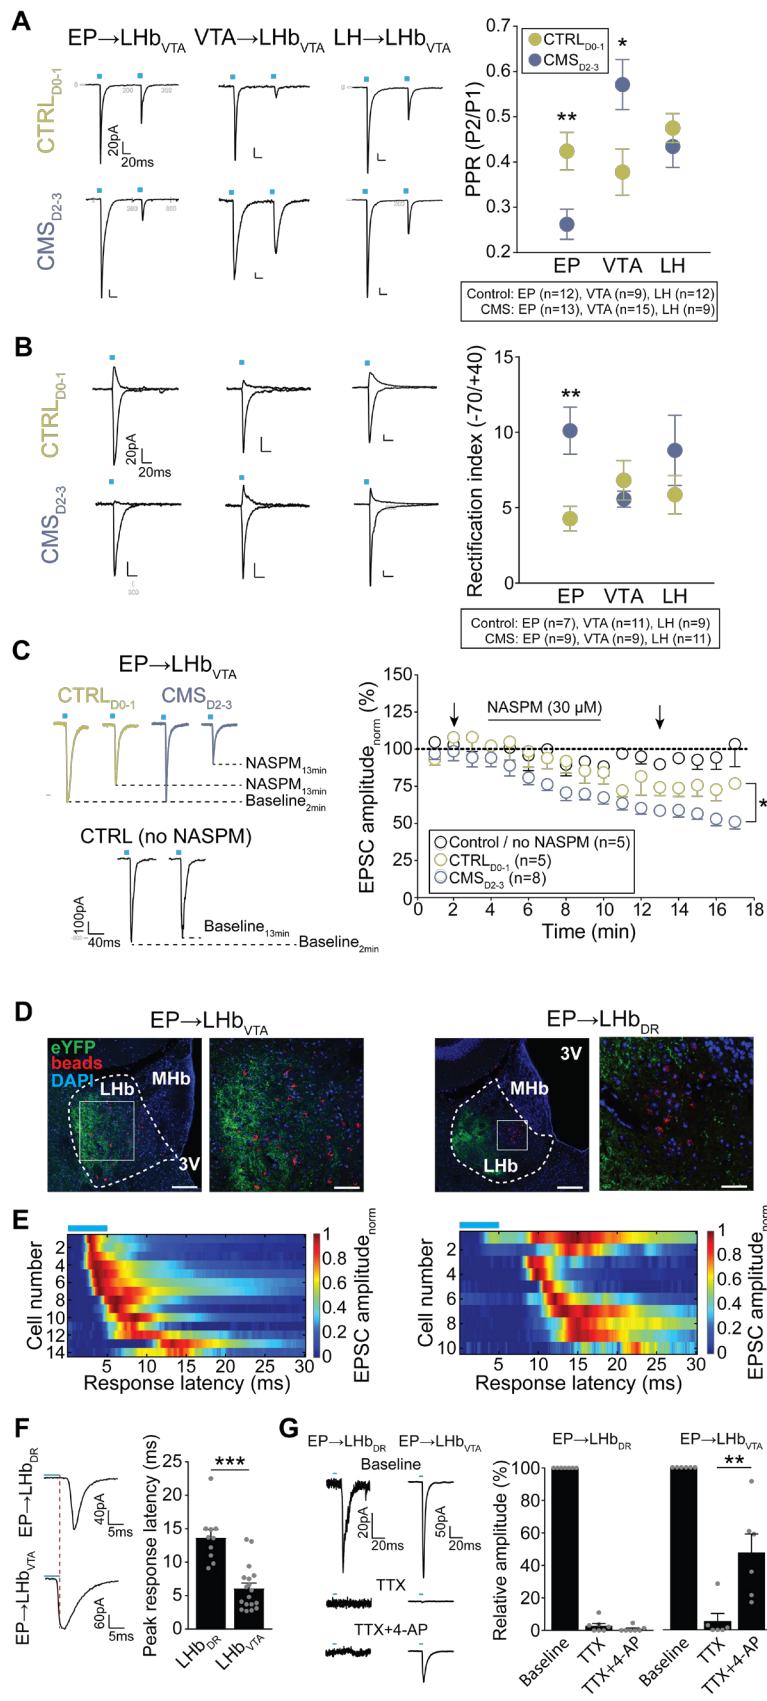 A
EP→LHbVTA VTA→LHbVTA LH→LHbVTA
CTRLD0-1
20pA
20ms
CMSD2-3
PPR (P2/P1)
0.7
0.6
0.5
0.4
0.3
0.2
CTRLD0-1
CMSD2-3
**
*
EP VTA LH
Control: EP (n=12), VTA (n=9), LH (n=12)
CMS: EP (n=13), VTA (n=15), LH (n=9)
B
CTRLD0-1
20pA
20ms
CMSD2-3
Rectification index (-70/+40)
15
10
5
0
**
EP VTA LH
Control: EP (n=7), VTA (n=11), LH (n=9)
CMS: EP (n=9), VTA (n=9), LH (n=11)
C
EP→LHbVTA
CTRLD0-1 CMSD2-3
NASPM13min
NASPM13min
Baseline2min
CTRL (no NASPM)
100pA
40ms
Baseline13min
Baseline2min
EPSC amplitudenorm (%)
150
125
100
75
50
25
0
NASPM (30 µM)
*
Control / no NASPM (n=5)
CTRLD0-1 (n=5)
CMSD2-3 (n=8)
0 2 4 6 8 10 12 14 16 18
Time (min)
D
EP→LHbVTA
eYFP
beads
DAPI
LHb
MHb
3V
EP→LHbDR
3V
MHb
LHb
E
Cell number
2
4
6
8
10
12
14
0 5 10 15 20 25 30
Response latency (ms)
1
0.8
0.6
0.4
0.2
0
EPSC amplitudenorm
Cell number
2
4
6
8
10
0 5 10 15 20 25 30
Response latency (ms)
1
0.8
0.6
0.4
0.2
0
EPSC amplitudenorm
F
EP→LHbDR
40pA
5ms
EP→LHbVTA
60pA
5ms
Peak response latency (ms)
25
20
15
10
5
0
***
LHbDR
LHbVTA
G
EP→LHbDR EP→LHbVTA
Baseline
20pA
20ms
50pA
20ms
TTX
TTX+4-AP
Relative amplitude (%)
100
80
60
40
20
0
EP→LHbDR
Baseline
TTX
TTX+4-AP
EP→LHbVTA
**
Baseline
TTX
TTX+4-AP